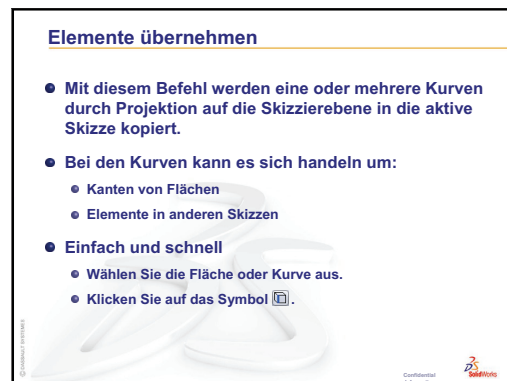 Elemente übernehmen
Mit diesem Befehl werden eine oder mehrere Kurven
durch Projektion auf die Skizzierebene in die aktive
Skizze kopiert.
Bei den Kurven kann es sich handeln um:
Kanten von Flächen
Elemente in anderen Skizzen
Einfach und schnell
Wählen Sie die Fläche oder Kurve aus.
Klicken Sie auf das Symbol .
© DASSAULT SYSTEMES
Confidential
SolidWorks